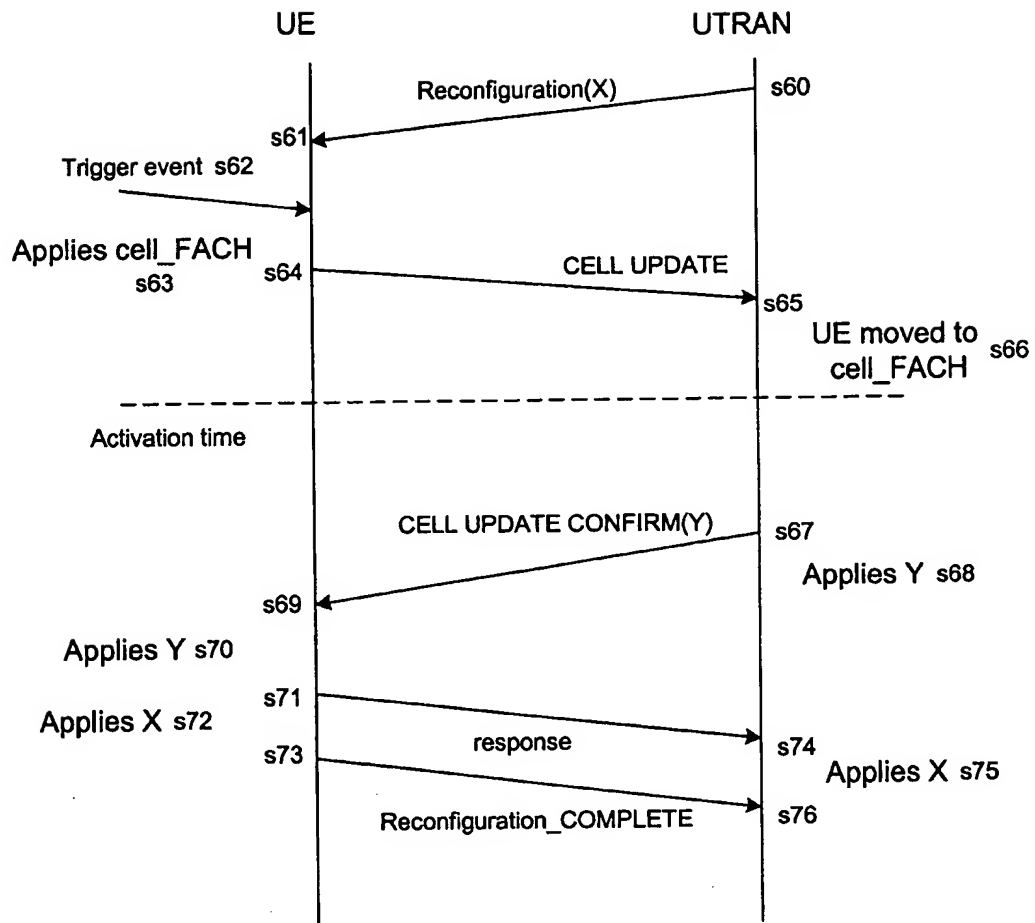 UE
UTRAN
Reconfiguration(X)
s60
s61
Trigger event s62
Applies cell_FACH
s63
s64
CELL UPDATE
s65
UE moved to
cell_FACH
s66
Activation time
CELL UPDATE CONFIRM(Y)
s67
Applies Y s68
s69
Applies Y s70
s71
Applies X s72
response
s74
s73
Applies X s75
Reconfiguration_COMPLETE
s76